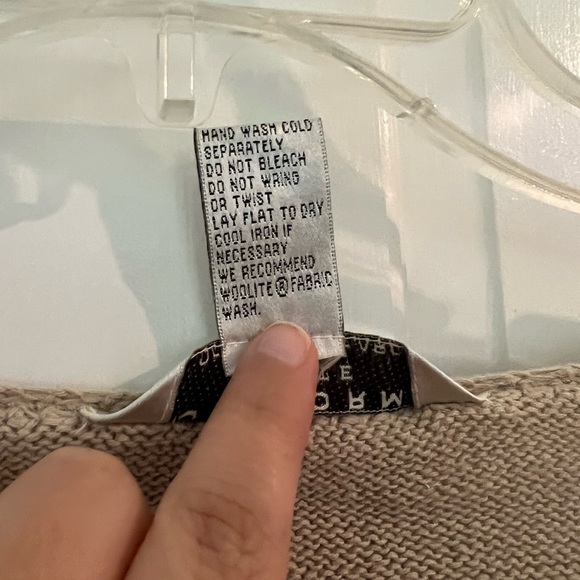 HAND WASH COLD
SEPARATELY
DO NOT BLEACH
DO NOT WRING
OR TWIST
LAY FLAT TO DRY
COOL IRON IF
NECESSARY
WE RECOMMEND
WOOLITE®FABRIC
WASH.